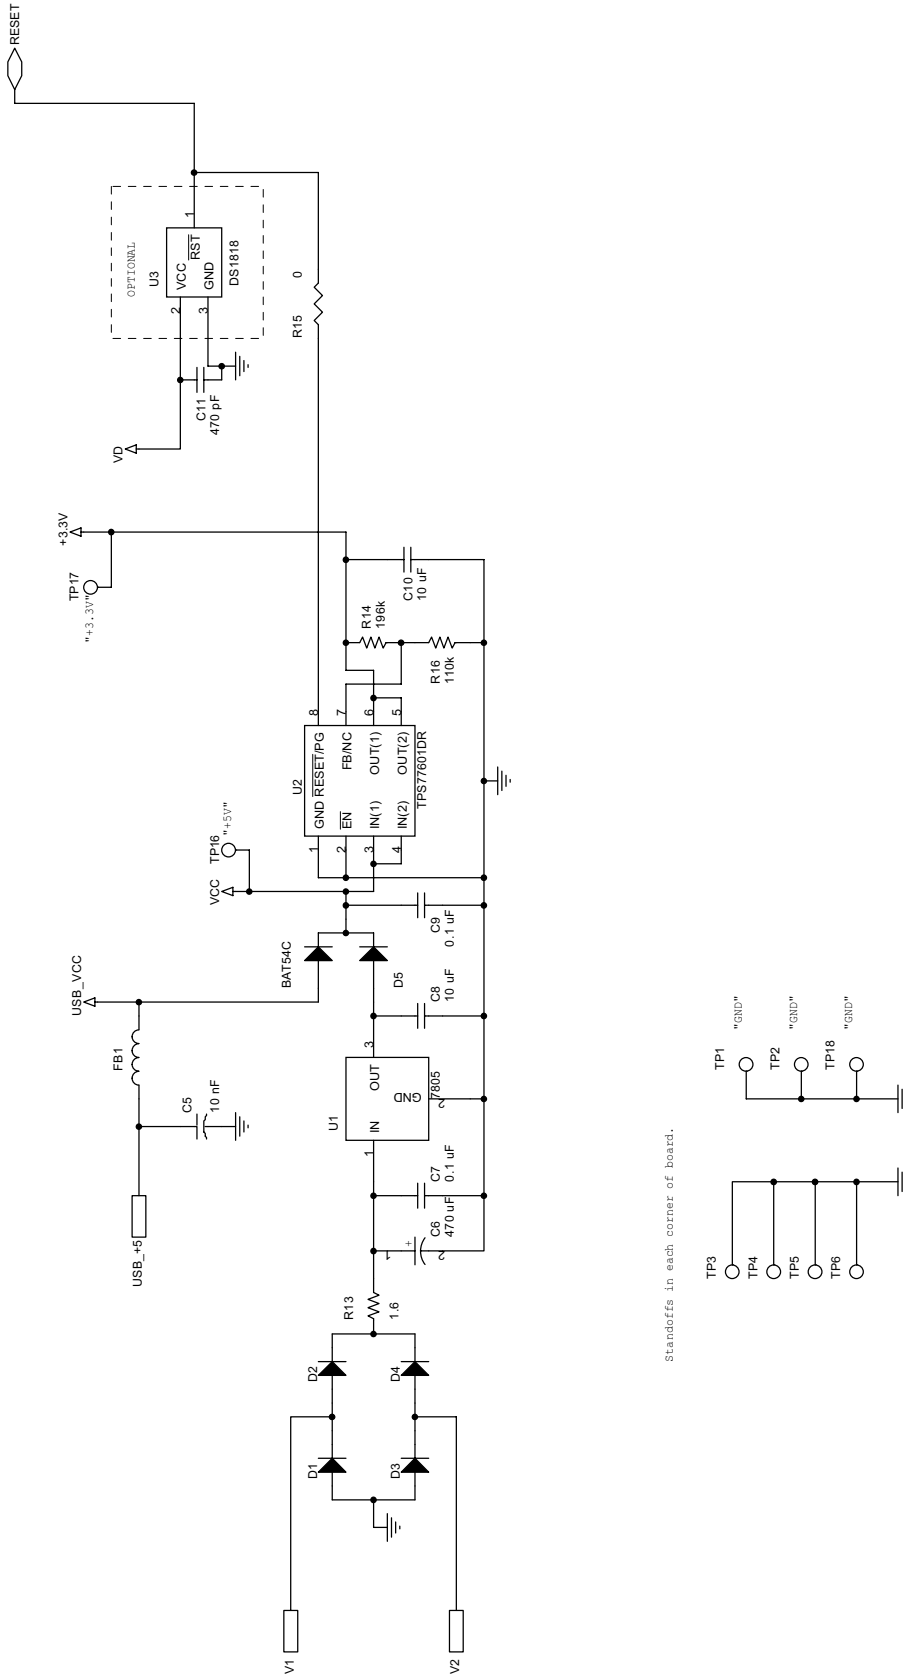 RESET
OPTIONAL
U3
VCC
RST
GND
DS1818
1
2
3
C11
470 pF
VD
R15
0
+3.3V
TP17
"+3.3V"
C10
10 uF
R14
196k
R16
110k
U2
GND
RESET/PG
EN
FB/NC
IN(1)
OUT(1)
IN(2)
OUT(2)
TPS77601DR
1
2
3
4
8
7
6
5
TP16
"+5V"
VCC
USB_VCC
BAT54C
D5
C9
0.1 uF
C8
10 uF
FB1
C5
10 nF
USB_+5
U1
IN
OUT
GND
7805
1
3
2
C7
0.1 uF
C6
470 uF
1
+
2
R13
1.6
D2
D4
D1
D3
V1
V2
TP1
"GND"
TP2
"GND"
TP18
"GND"
Standoffs in each corner of board.
TP3
TP4
TP5
TP6